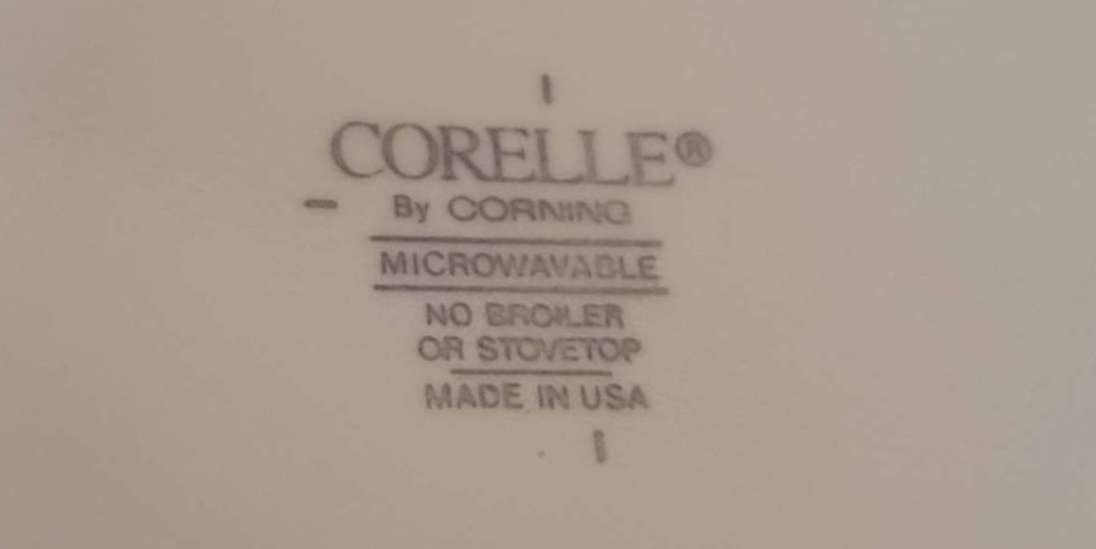 CORELLE®
By CORNING
MICROWAVABLE
NO BROILER
OR STOVETOP
MADE IN USA